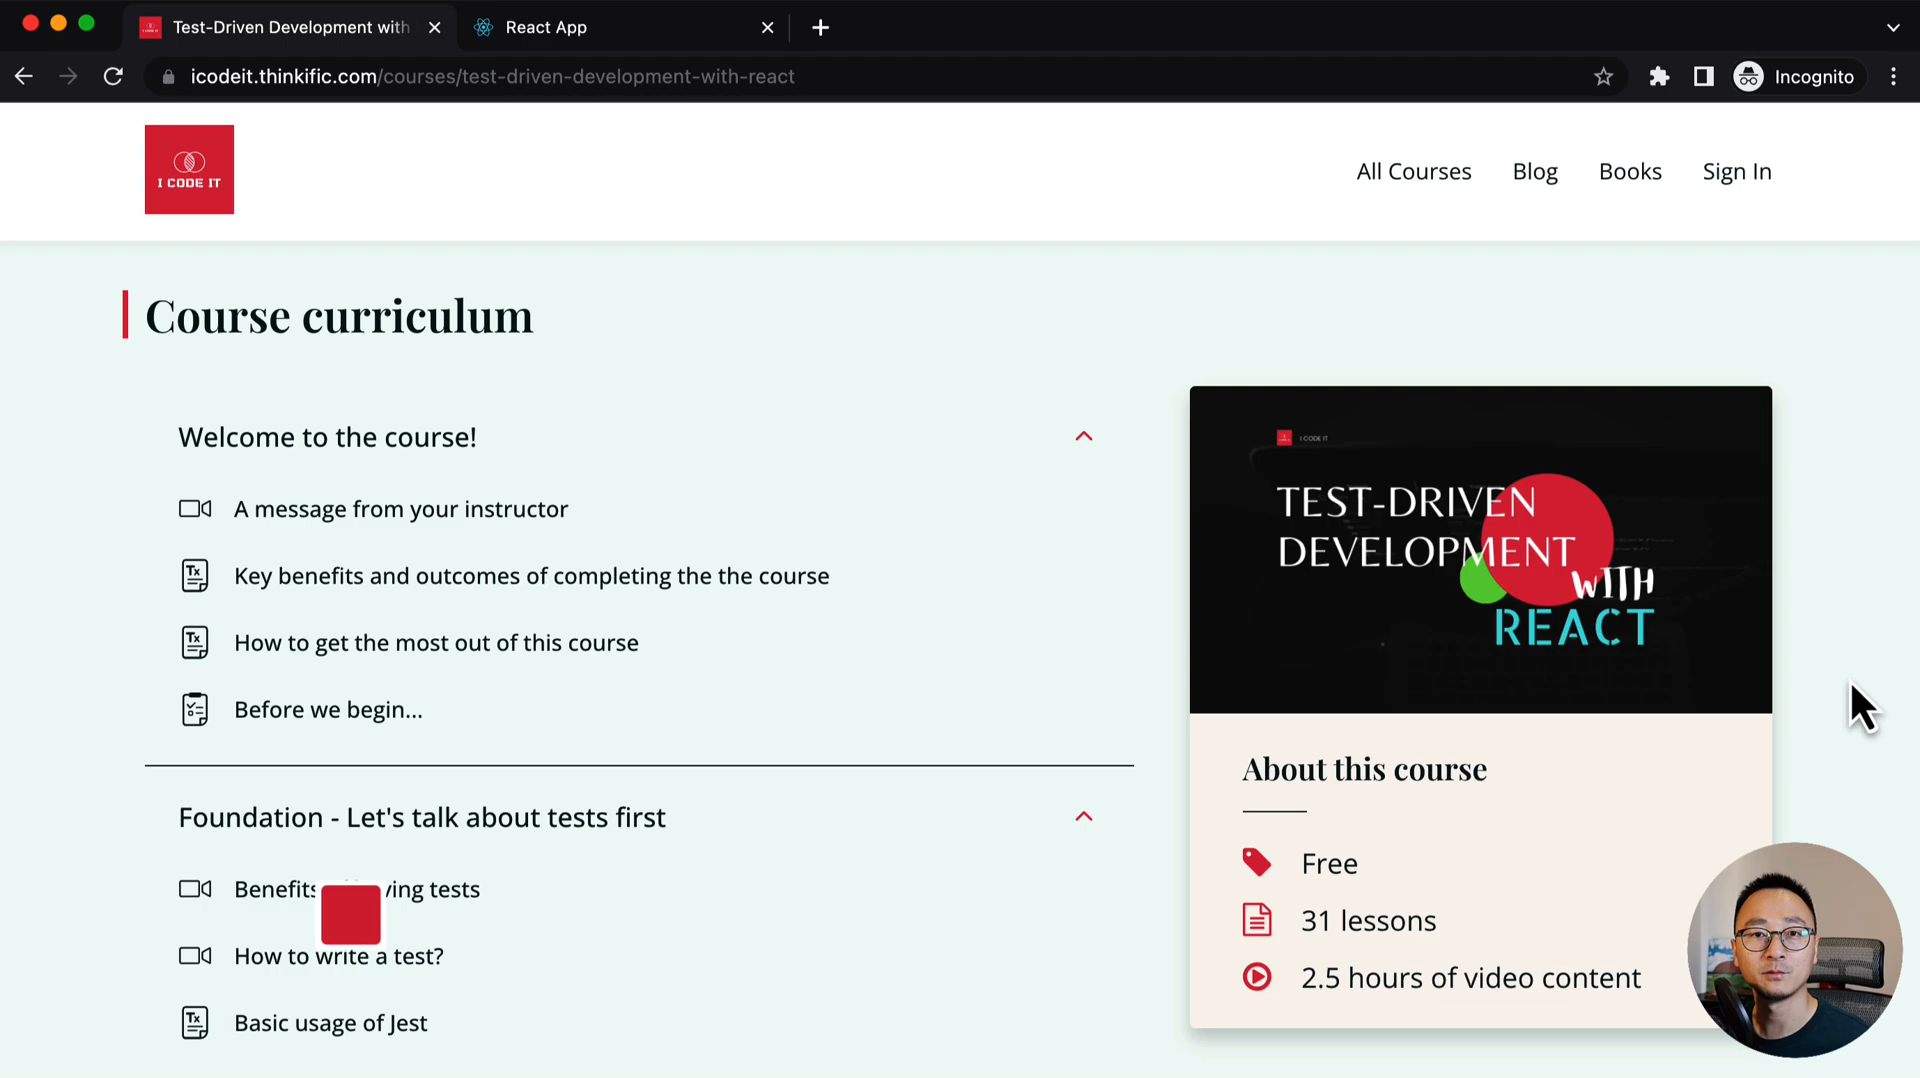 Test-Driven Development with
React App
icodeit.thinkific.com/courses/test-driven-development-with-react
Incognito
I CODE IT
All Courses
Blog
Books
Sign In
Course curriculum
Welcome to the course!
A message from your instructor
Key benefits and outcomes of completing the the course
How to get the most out of this course
Before we begin...
Foundation - Let's talk about tests first
Benefits ing tests
How to write a test?
Basic usage of Jest
I CODE IT
TEST-DRIVEN
DEVELOPMENT
WITH
REACT
About this course
Free
31 lessons
2.5 hours of video content